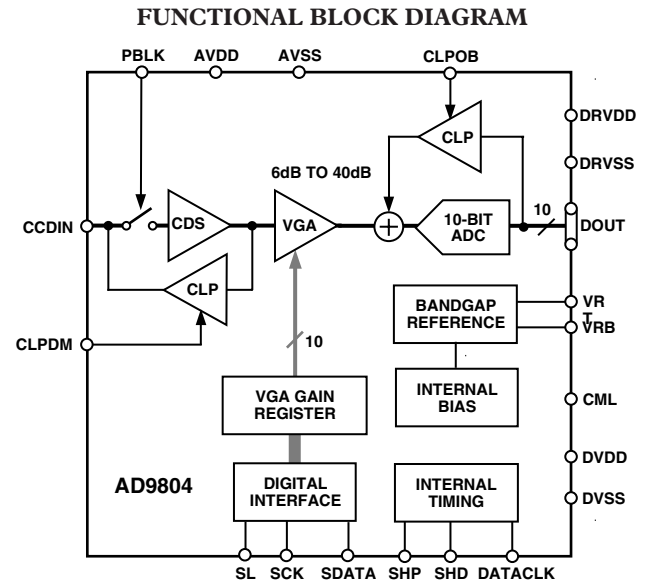 FUNCTIONAL BLOCK DIAGRAM
PBLK AVDD AVSS CLPOB
DRVDD
CLP
DRVSS
6dB TO 40dB
CCDIN CDS VGA + 10-BIT ADC 10 DOUT
CLP
BANDGAP
REFERENCE
VR
T
VRB
CLPDM
10
INTERNAL
BIAS
VGA GAIN
REGISTER
CML
AD9804
DIGITAL
INTERFACE
INTERNAL
TIMING
DVDD
DVSS
SL SCK SDATA SHP SHD DATACLK